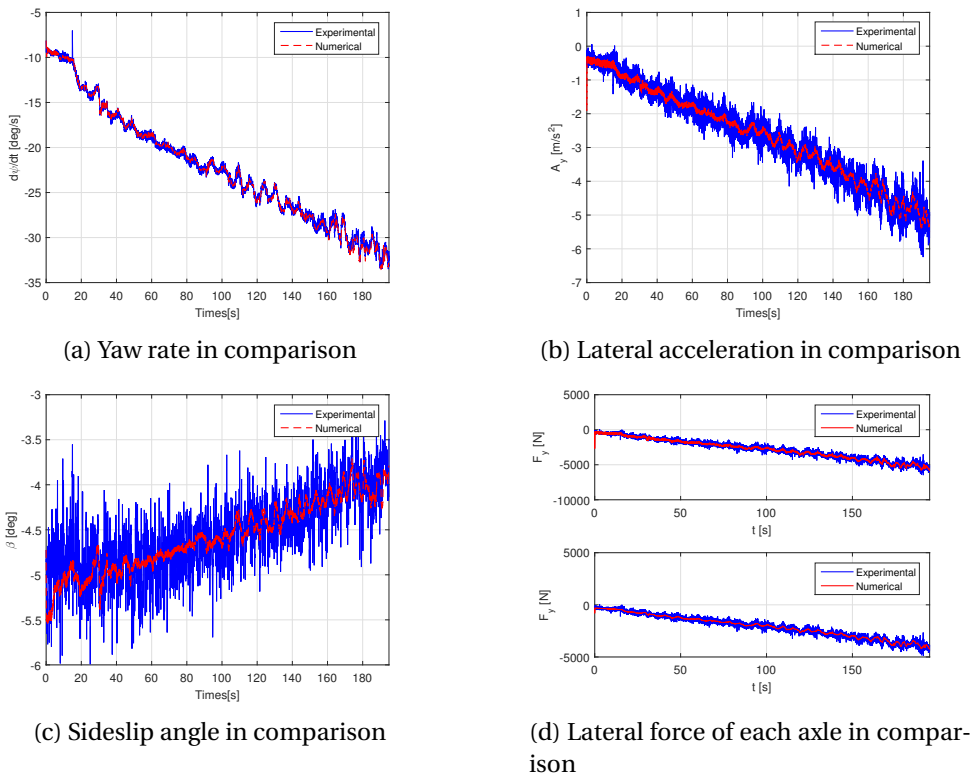 -5
-10
-15
-20
-25
-30
-35
dψ/dt [deg/s]
Experimental
Numerical
0 20 40 60 80 100 120 140 160 180
Times[s]
(a) Yaw rate in comparison
1
0
-1
-2
-3
-4
-5
-6
-7
A_y [m/s²]
Experimental
Numerical
0 20 40 60 80 100 120 140 160 180
Times[s]
(b) Lateral acceleration in comparison
-3
-3.5
-4
-4.5
-5
-5.5
-6
β [deg]
Experimental
Numerical
0 20 40 60 80 100 120 140 160 180
Times[s]
(c) Sideslip angle in comparison
5000
0
-5000
-10000
F_y [N]
Experimental
Numerical
0 50 100 150
t [s]
5000
0
-5000
F_y [N]
Experimental
Numerical
0 50 100 150
t [s]
(d) Lateral force of each axle in compar-
ison